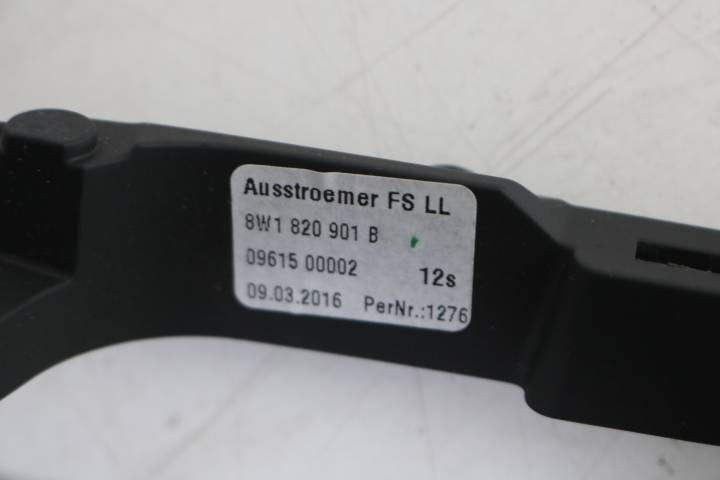 Ausstroemer FS LL
8W1 820 901 B
09615 00002 12s
09.03.2016 PerNr.:1276